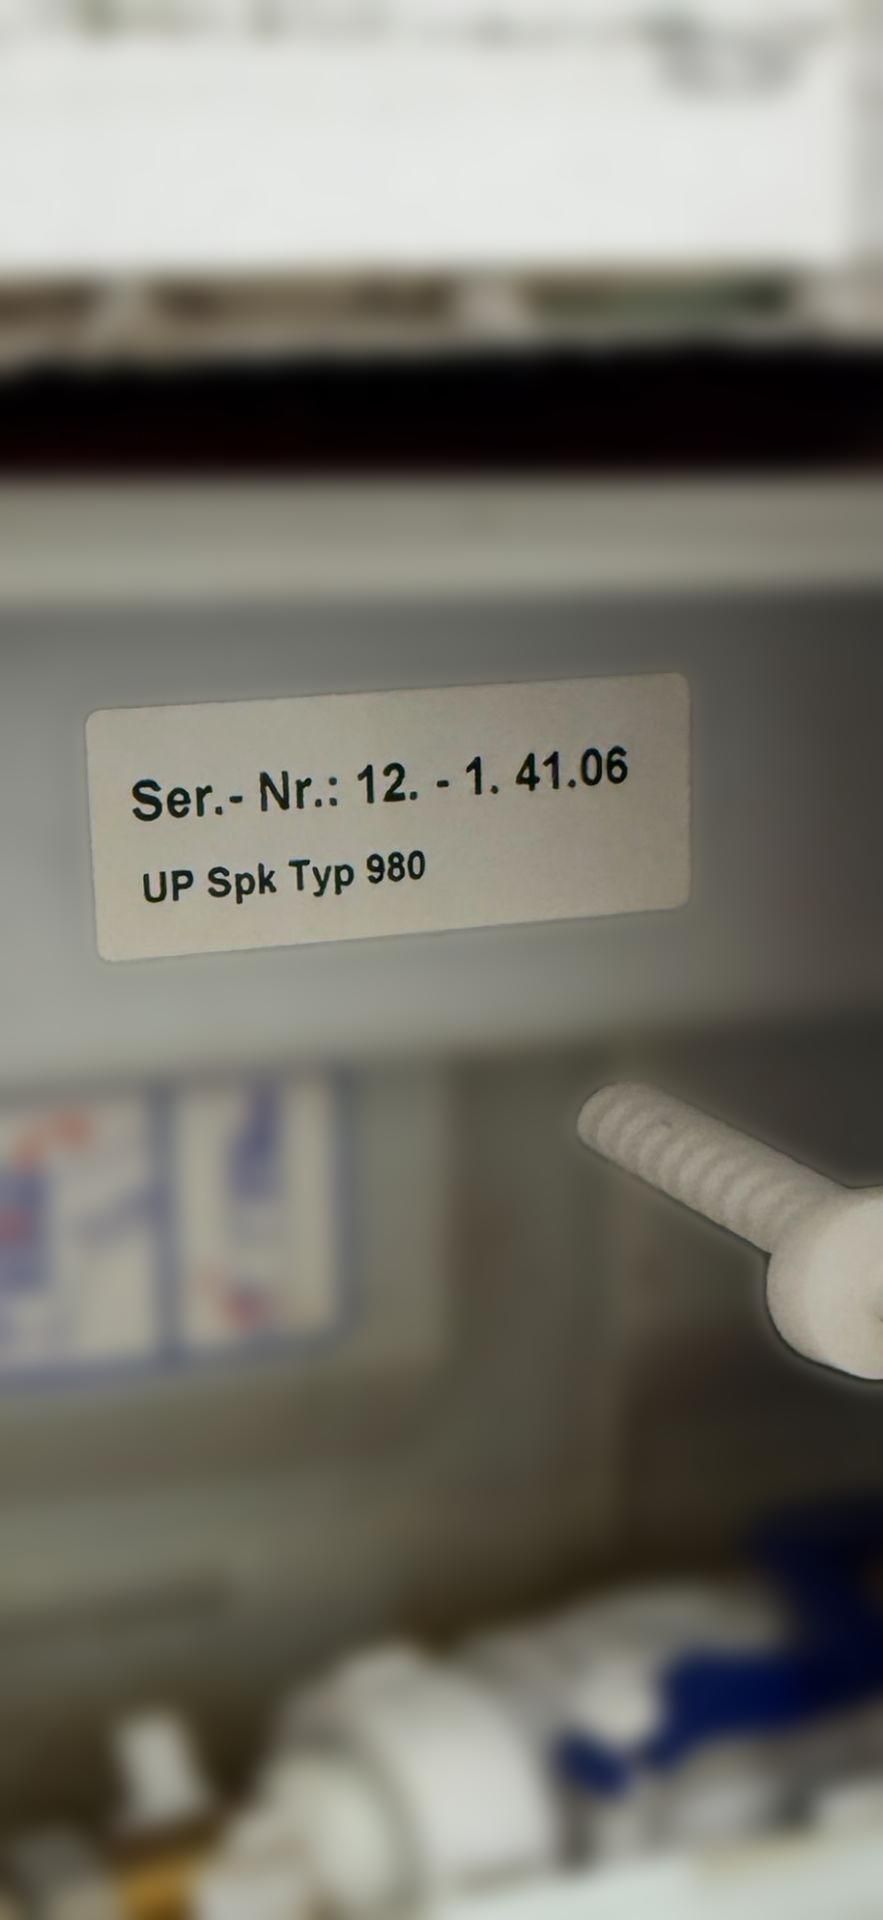 Ser.- Nr.: 12. - 1. 41.06
UP Spk Typ 980